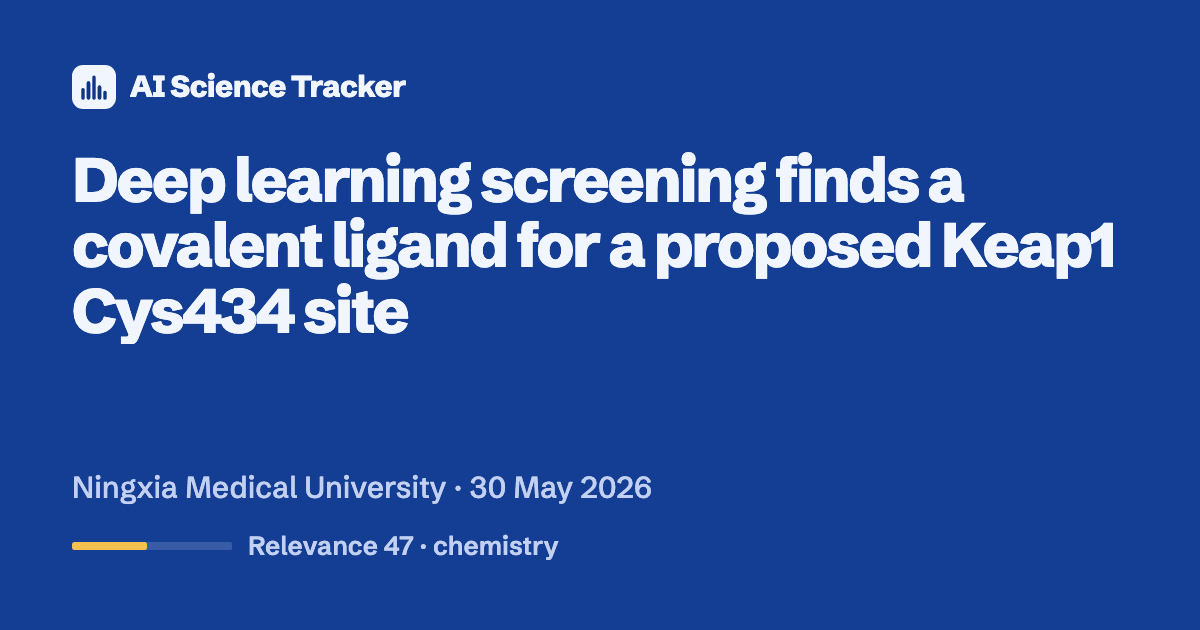 AI Science Tracker
Deep learning screening finds a
covalent ligand for a proposed Keap1
Cys434 site
Ningxia Medical University · 30 May 2026
Relevance 47 · chemistry